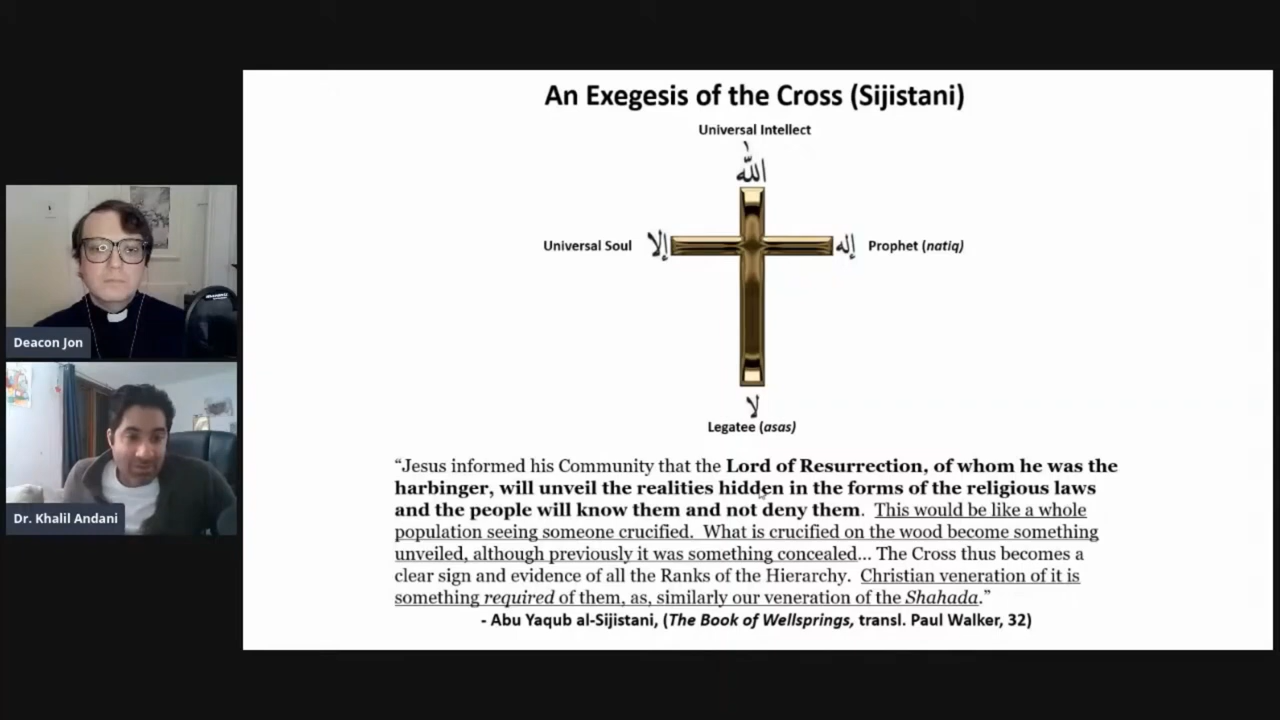 An Exegesis of the Cross (Sijistani)
Universal Intellect
الله
Universal Soul
إلا
إله
Prophet (natiq)
لا
Legatee (asas)
Deacon Jon
Dr. Khalil Andani
“Jesus informed his Community that the Lord of Resurrection, of whom he was the
harbinger, will unveil the realities hidden in the forms of the religious laws
and the people will know them and not deny them. This would be like a whole
population seeing someone crucified. What is crucified on the wood become something
unveiled, although previously it was something concealed… The Cross thus becomes a
clear sign and evidence of all the Ranks of the Hierarchy. Christian veneration of it is
something required of them, as, similarly our veneration of the Shahada.”
- Abu Yaqub al-Sijistani, (The Book of Wellsprings, transl. Paul Walker, 32)